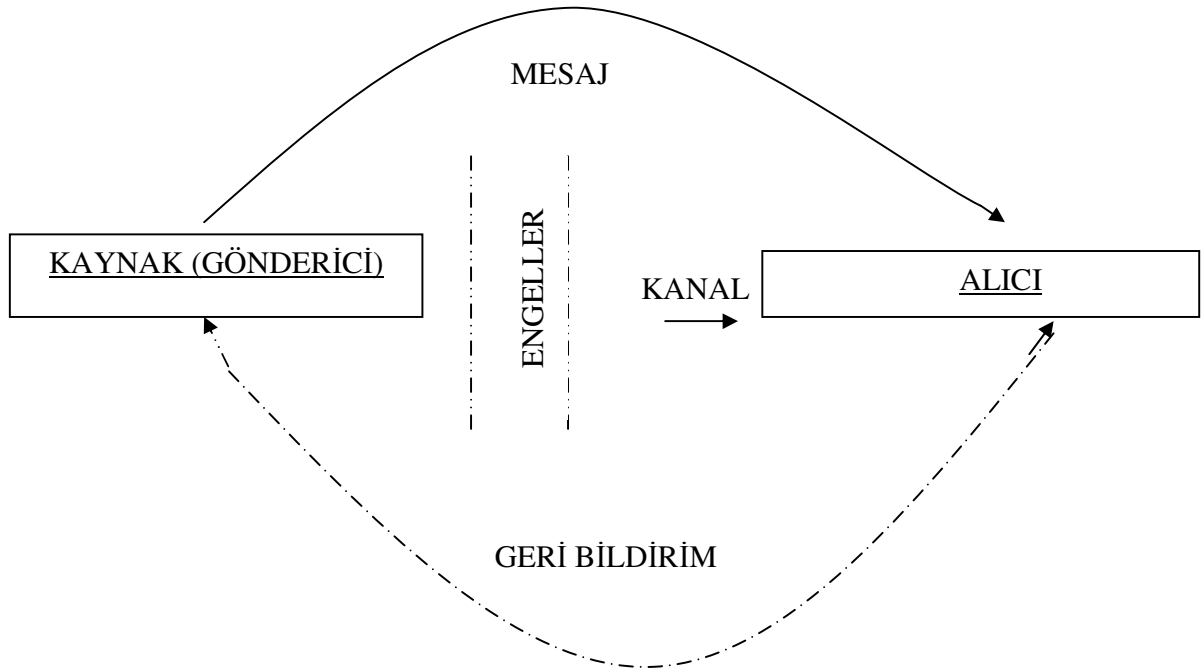 MESAJ
KAYNAK (GÖNDERİCİ)
ENGELLER
KANAL
ALICI
GERİ BİLDİRİM